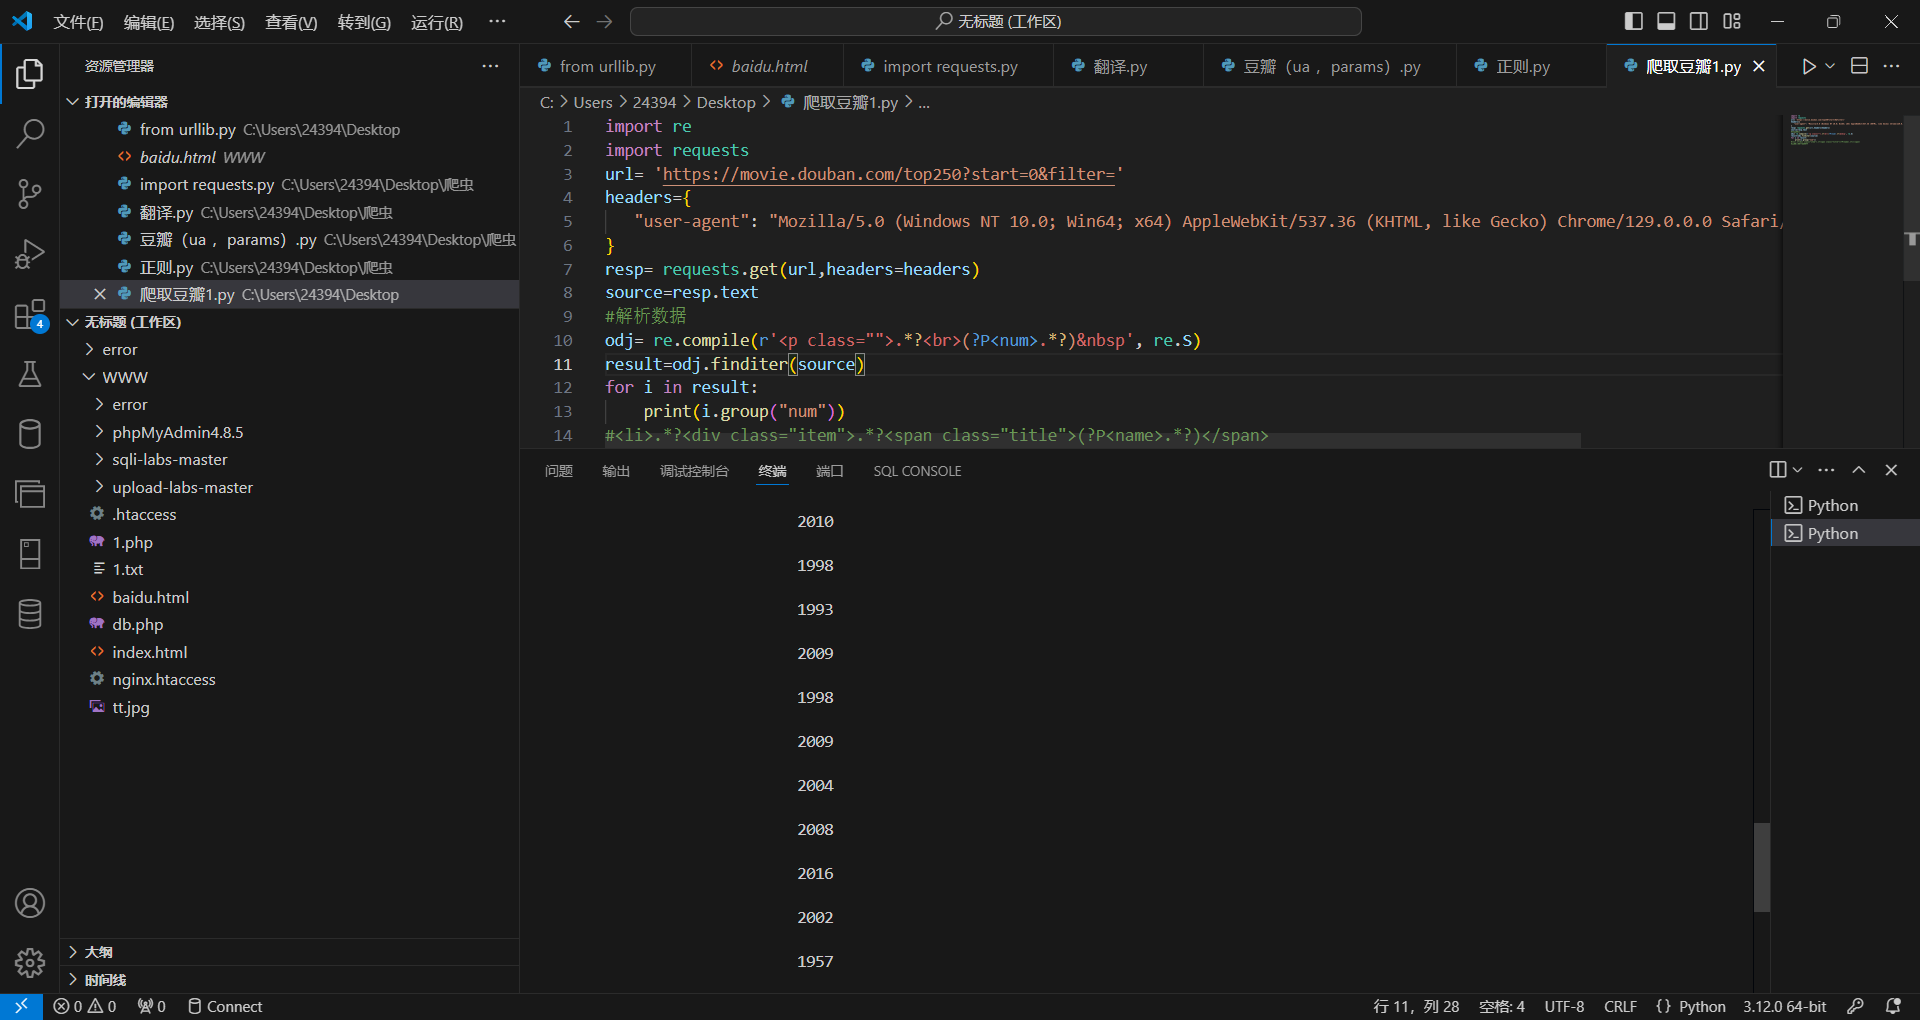 文件(F) 编辑(E) 选择(S) 查看(V) 转到(G) 运行(R) ···
无标题 (工作区)
资源管理器
打开的编辑器
from urllib.py C:\Users\24394\Desktop
baidu.html WWW
import requests.py C:\Users\24394\Desktop\爬虫
翻译.py C:\Users\24394\Desktop\爬虫
豆瓣（ua ，params）.py C:\Users\24394\Desktop\爬虫
正则.py C:\Users\24394\Desktop\爬虫
爬取豆瓣1.py C:\Users\24394\Desktop
4
无标题 (工作区)
error
WWW
error
phpMyAdmin4.8.5
sqli-labs-master
upload-labs-master
.htaccess
1.php
1.txt
baidu.html
db.php
index.html
nginx.htaccess
tt.jpg
大纲
时间线
from urllib.py baidu.html import requests.py 翻译.py 豆瓣（ua ，params）.py 正则.py 爬取豆瓣1.py
C: > Users > 24394 > Desktop > 爬取豆瓣1.py > ...
1 import re
2 import requests
3 url= 'https://movie.douban.com/top250?start=0&filter='
4 headers={
5 "user-agent": "Mozilla/5.0 (Windows NT 10.0; Win64; x64) AppleWebKit/537.36 (KHTML, like Gecko) Chrome/129.0.0.0 Safari/
6 }
7 resp= requests.get(url,headers=headers)
8 source=resp.text
9 #解析数据
10 odj= re.compile(r'<p class="">.*?<br>(?P<num>.*?)&nbsp', re.S)
11 result=odj.finditer(source)
12 for i in result:
13 print(i.group("num"))
14 #<li>.*?<div class="item">.*?<span class="title">(?P<name>.*?)</span>
问题 输出 调试控制台 终端 端口 SQL CONSOLE
2010
1998
1993
2009
1998
2009
2004
2008
2016
2002
1957
Python
Python
0 0 0 Connect
行 11，列 28 空格: 4 UTF-8 CRLF {} Python 3.12.0 64-bit